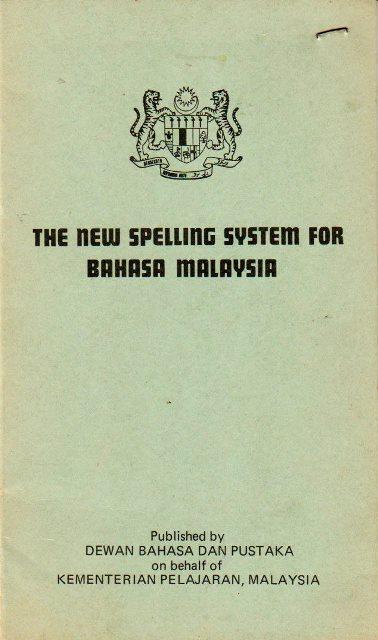 THE NEW SPELLING SYSTEM FOR
BAHASA MALAYSIA
Published by
DEWAN BAHASA DAN PUSTAKA
on behalf of
KEMENTERIAN PELAJARAN, MALAYSIA